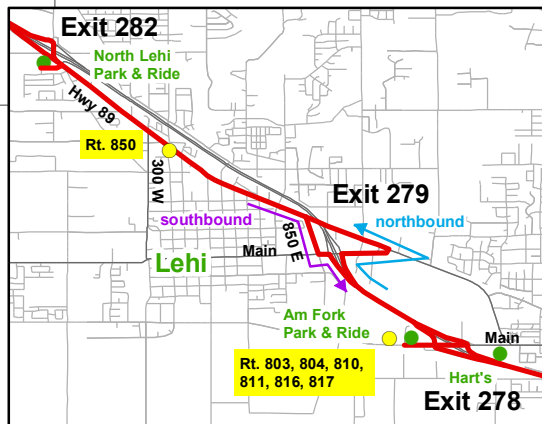 Exit 282
North Lehi
Park & Ride
Hwy 89
Rt. 850
300 W
Exit 279
southbound
northbound
850 E
Main
Lehi
Am Fork
Park & Ride
Main
Rt. 803, 804, 810,
811, 816, 817
Hart's
Exit 278